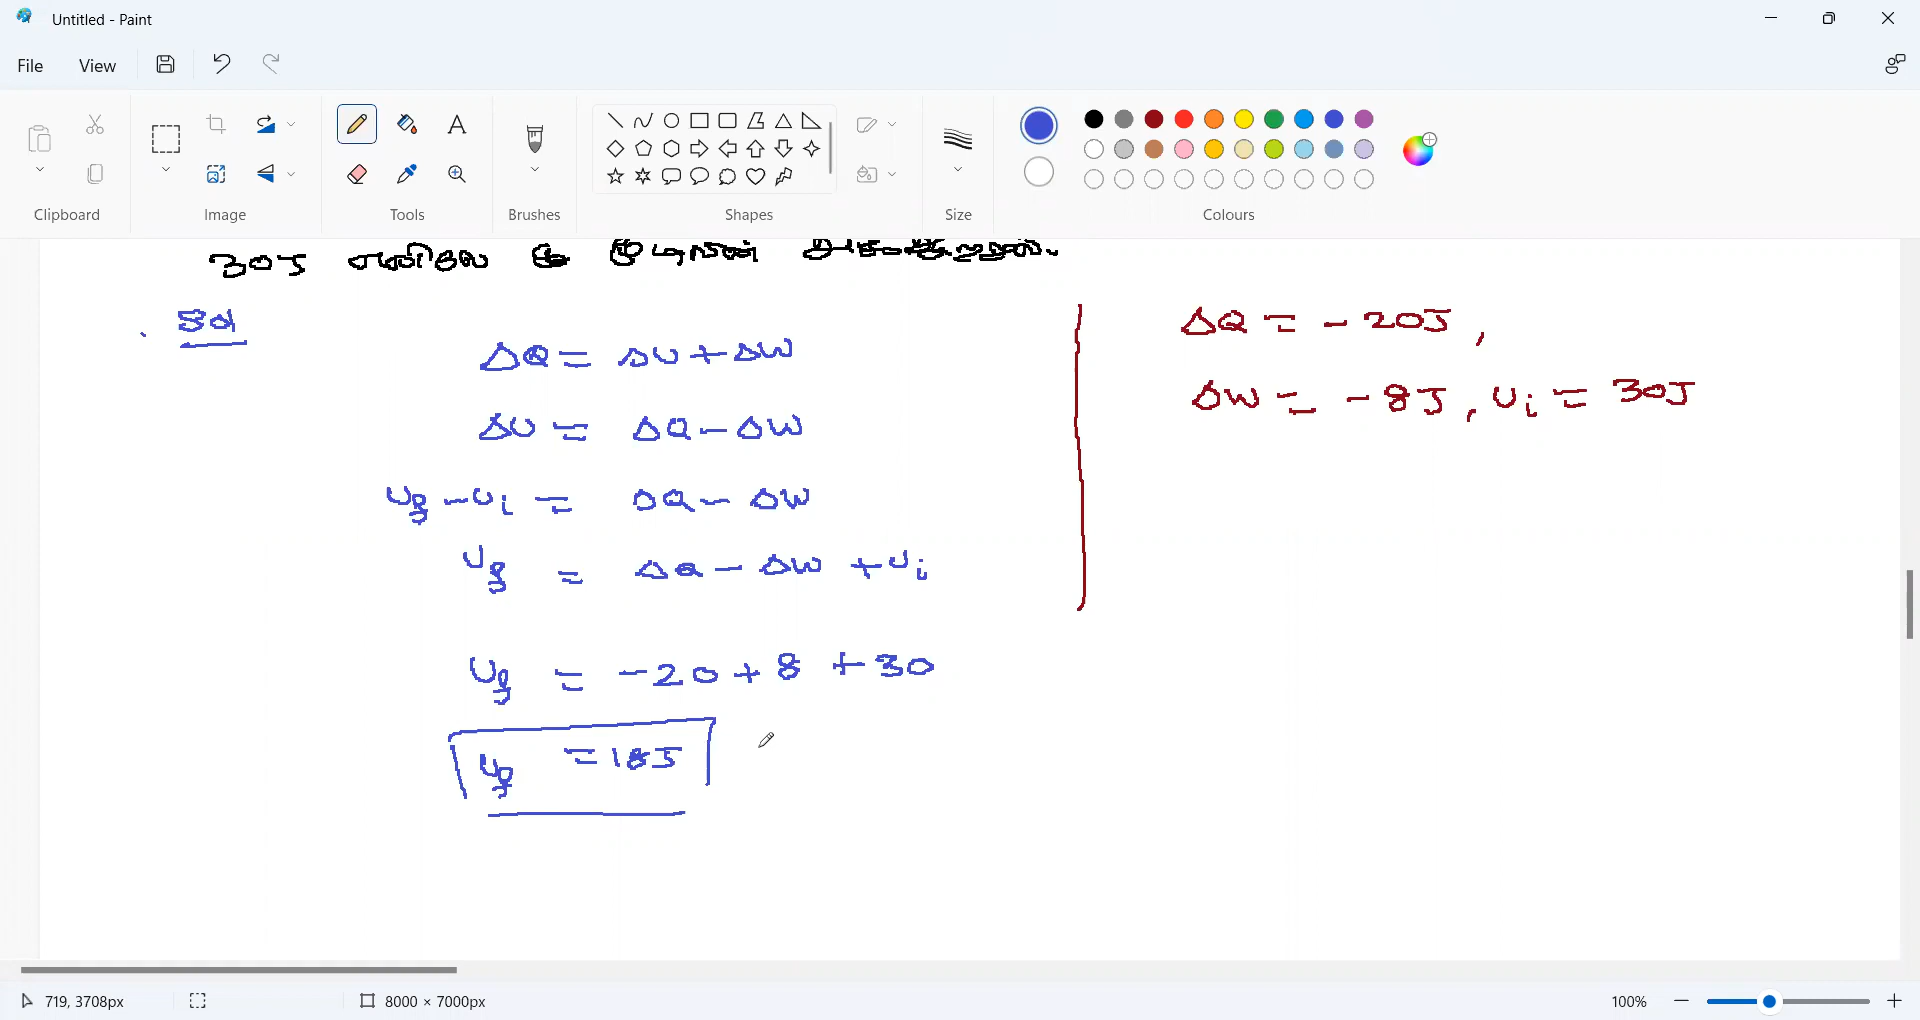 Untitled - Paint
File View
Clipboard Image Tools Brushes Shapes Size Colours
30J
Sol
ΔQ = ΔU + ΔW
ΔU = ΔQ - ΔW
Uf - Ui = ΔQ - ΔW
Uf = ΔQ - ΔW + Ui
Uf = -20 + 8 + 30
Uf = 18J
ΔQ = -20J,
ΔW = -8J, Ui = 30J
719, 3708px 8000 × 7000px 100%